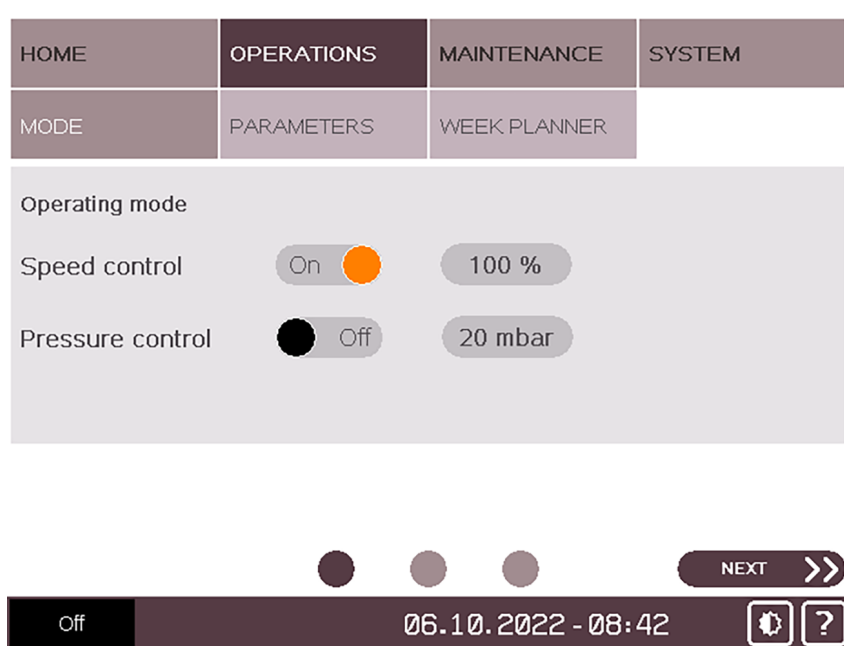 HOME OPERATIONS MAINTENANCE SYSTEM
MODE PARAMETERS WEEK PLANNER
Operating mode
Speed control On 100 %
Pressure control Off 20 mbar
NEXT
Off 06.10.2022-08:42 ?